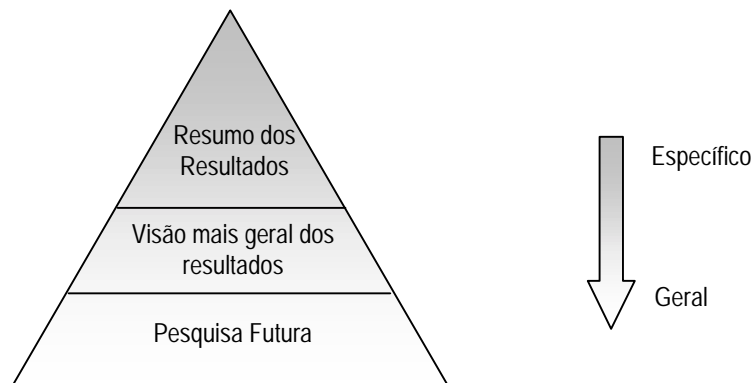 Resumo dos
Resultados
Visão mais geral dos
resultados
Pesquisa Futura
Específico
Geral